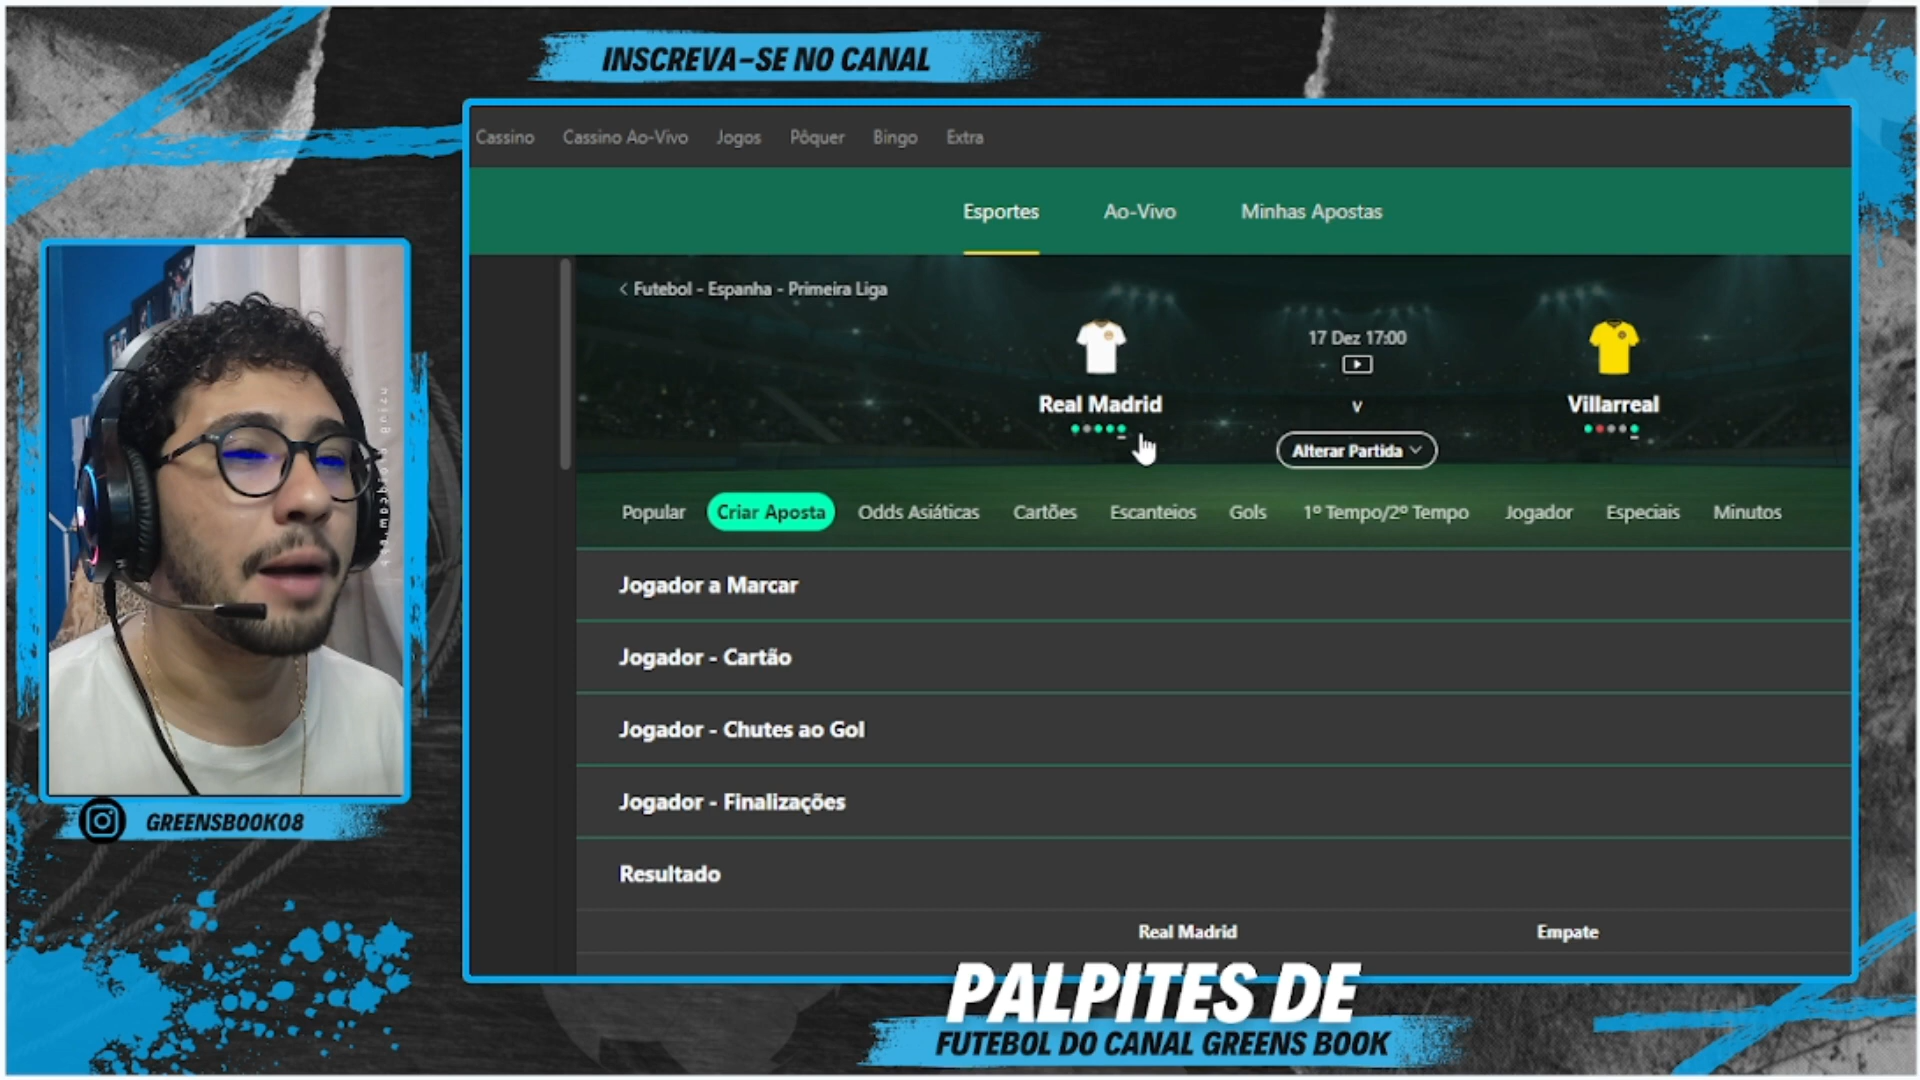 INSCREVA-SE NO CANAL
Cassino Cassino Ao-Vivo Jogos Pôquer Bingo Extra
Esportes Ao-Vivo Minhas Apostas
< Futebol - Espanha - Primeira Liga
17 Dez 17:00
Real Madrid v Villarreal
Alterar Partida
Popular Criar Aposta Odds Asiáticas Cartões Escanteios Gols 1º Tempo/2º Tempo Jogador Especiais Minutos
Jogador a Marcar
Jogador - Cartão
Jogador - Chutes ao Gol
Jogador - Finalizações
Resultado
Real Madrid Empate
GREENSBOOK08
PALPITES DE
FUTEBOL DO CANAL GREENS BOOK